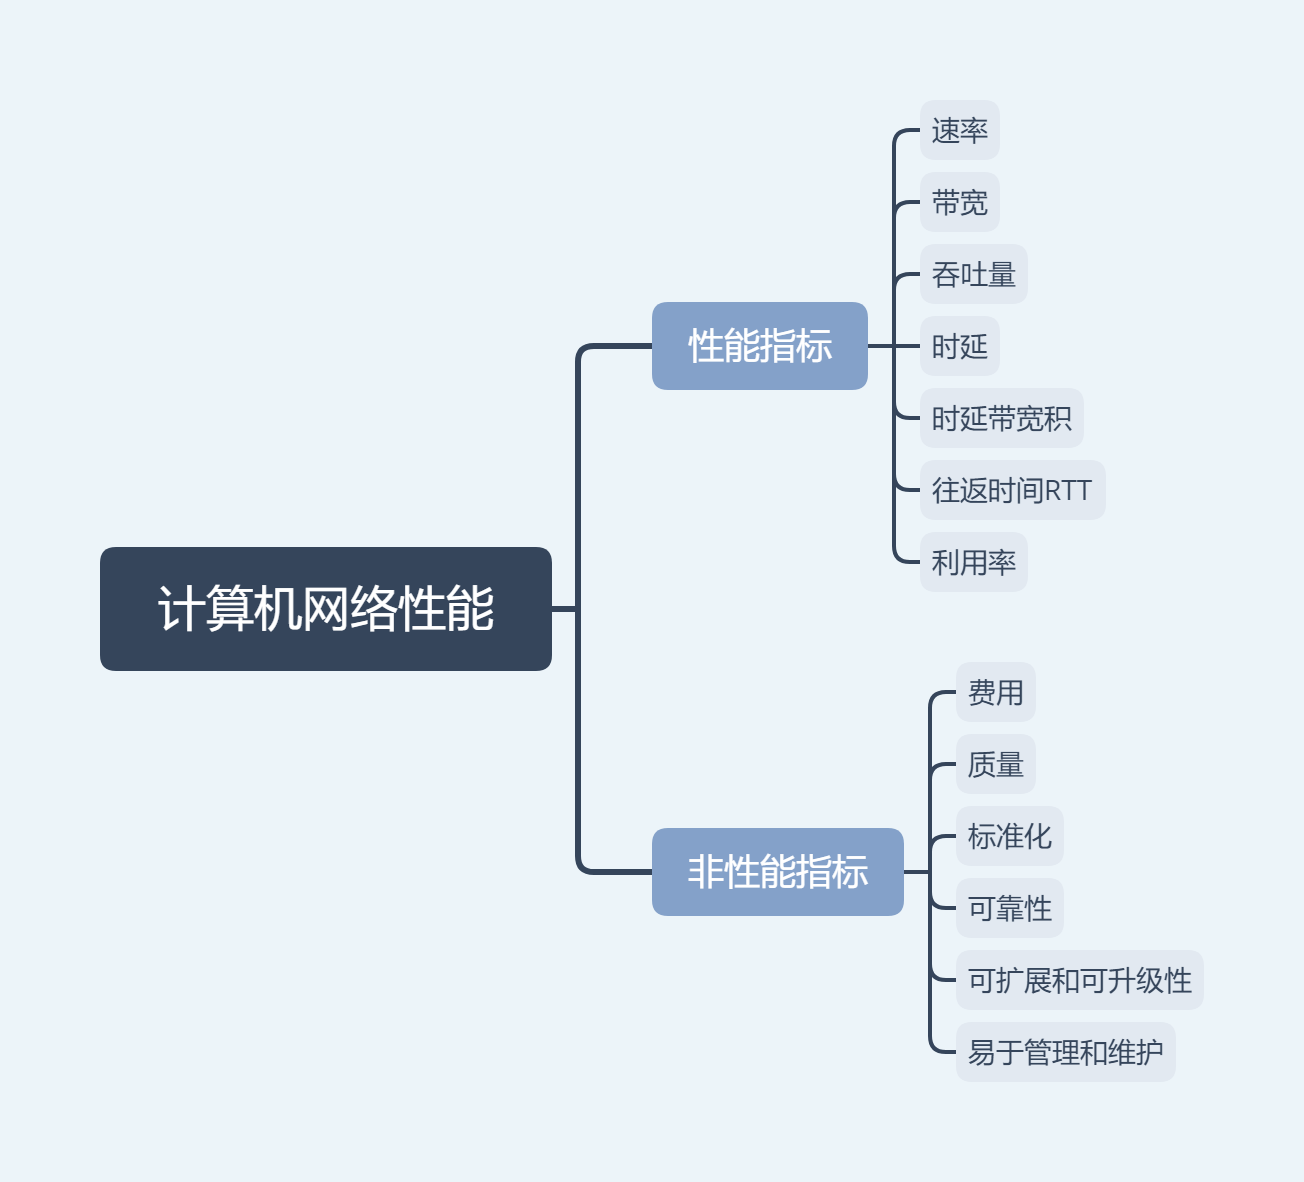 计算机网络性能
性能指标
速率
带宽
吞吐量
时延
时延带宽积
往返时间RTT
利用率
非性能指标
费用
质量
标准化
可靠性
可扩展和可升级性
易于管理和维护